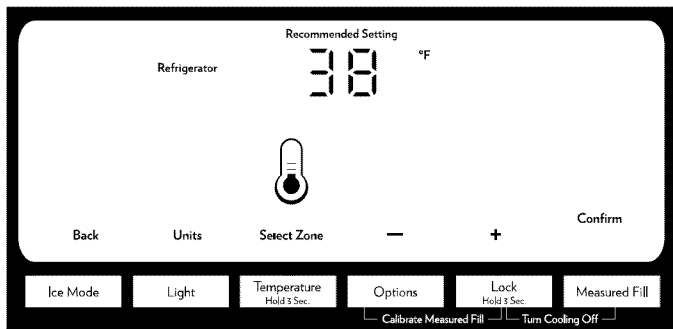 Recommended Setting
Refrigerator 38 °F
Back Units Select Zone — + Confirm
Ice Mode Light Temperature Options Lock Measured Fill
Hold 3 Sec. Hold 3 Sec.
Calibrate Measured Fill Turn Cooling Off